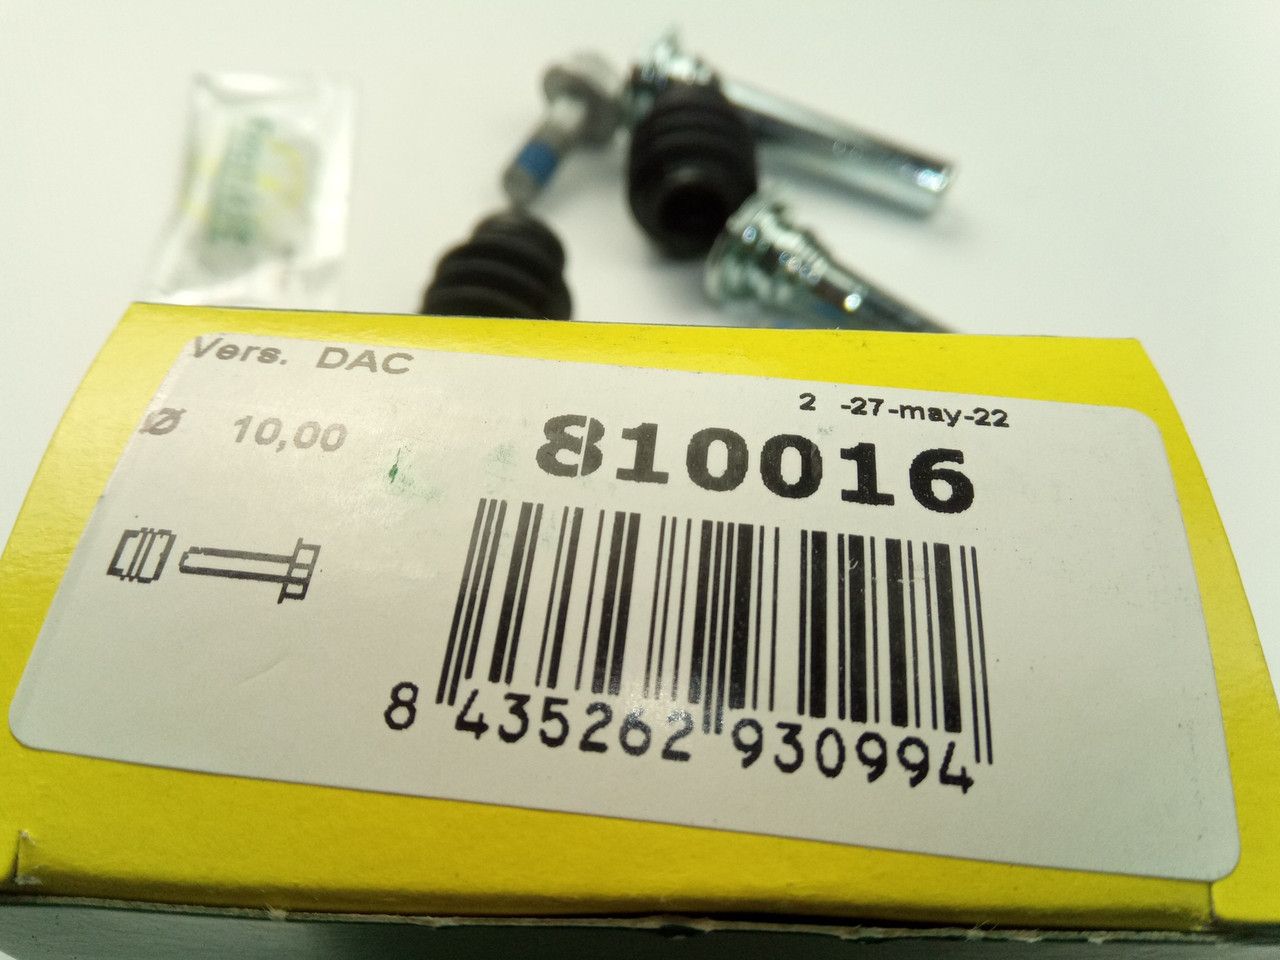 Vers. DAC
2 -27-may-22
Ø 10,00
810016
8 435262 930994